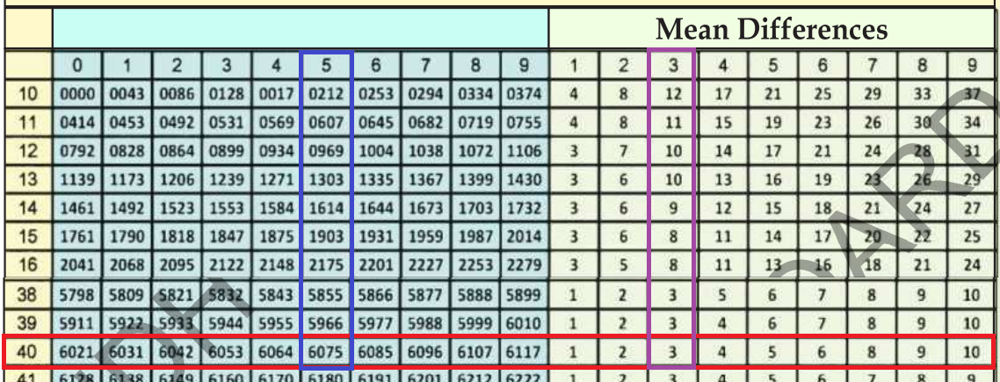 Mean Differences
0 1 2 3 4 5 6 7 8 9 1 2 3 4 5 6 7 8 9
10 0000 0043 0086 0128 0017 0212 0253 0294 0334 0374 4 8 12 17 21 25 29 33 37
11 0414 0453 0492 0531 0569 0607 0645 0682 0719 0755 4 8 11 15 19 23 26 30 34
12 0792 0828 0864 0899 0934 0969 1004 1038 1072 1106 3 7 10 14 17 21 24 28 31
13 1139 1173 1206 1239 1271 1303 1335 1367 1399 1430 3 6 10 13 16 19 23 26 29
14 1461 1492 1523 1553 1584 1614 1644 1673 1703 1732 3 6 9 12 15 18 21 24 27
15 1761 1790 1818 1847 1875 1903 1931 1959 1987 2014 3 6 8 11 14 17 20 22 25
16 2041 2068 2095 2122 2148 2175 2201 2227 2253 2279 3 5 8 11 13 16 18 21 24
38 5798 5809 5821 5832 5843 5855 5866 5877 5888 5899 1 2 3 5 6 7 8 9 10
39 5911 5922 5933 5944 5955 5966 5977 5988 5999 6010 1 2 3 4 6 7 8 9 10
40 6021 6031 6042 6053 6064 6075 6085 6096 6107 6117 1 2 3 4 5 6 8 9 10
41 6128 6138 6149 6160 6170 6180 6191 6201 6212 6222 1 2 3 4 5 6 7 8 9